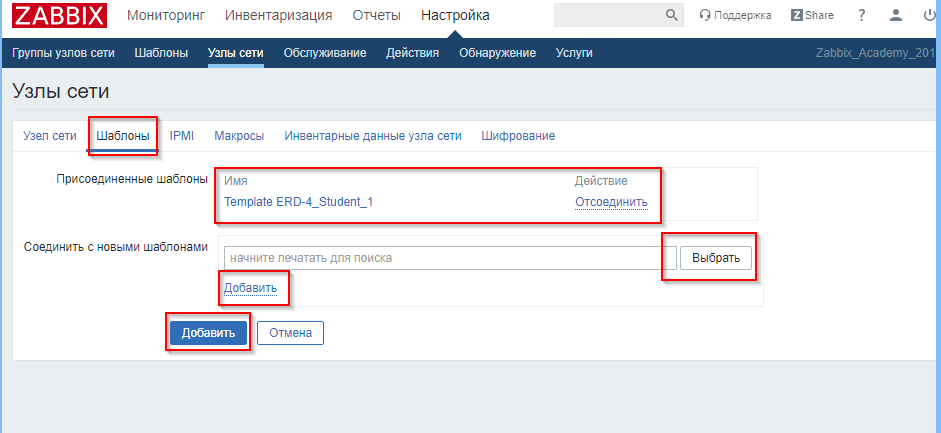 ZABBIX Мониторинг Инвентаризация Отчеты Настройка Поддержка Z Share ?
Группы узлов сети Шаблоны Узлы сети Обслуживание Действия Обнаружение Услуги Zabbix_Academy_201
Узлы сети
Узел сети Шаблоны IPMI Макросы Инвентарные данные узла сети Шифрование
Присоединенные шаблоны Имя Действие
Template ERD-4_Student_1 Отсоединить
Соединить с новыми шаблонами
начните печатать для поиска Выбрать
Добавить
Добавить Отмена